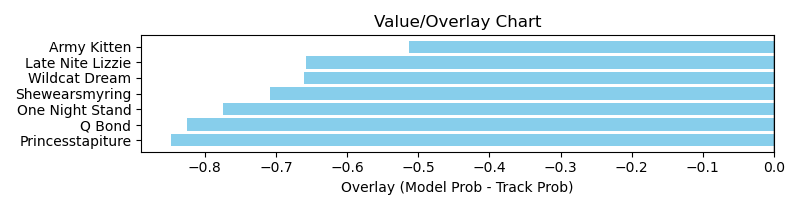 Value/Overlay Chart
Army Kitten
Late Nite Lizzie
Wildcat Dream
Shewearsmyring
One Night Stand
Q Bond
Princesstapiture
−0.8 −0.7 −0.6 −0.5 −0.4 −0.3 −0.2 −0.1 0.0
Overlay (Model Prob - Track Prob)